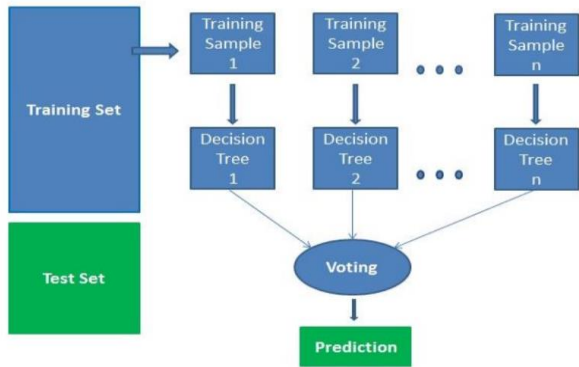 Training Set
Test Set
Training
Sample
1
Training
Sample
2
Training
Sample
n
Decision
Tree
1
Decision
Tree
2
Decision
Tree
n
Voting
Prediction